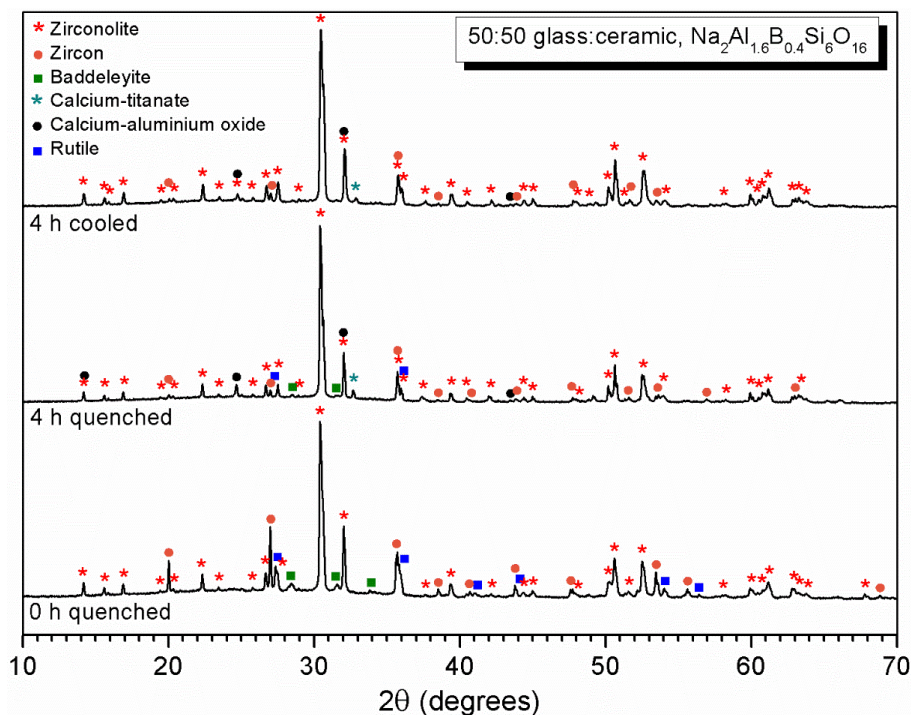 50:50 glass:ceramic, Na₂Al₁.₆B₀.₄Si₆O₁₆
Zirconolite
Zircon
Baddeleyite
Calcium-titanate
Calcium-aluminium oxide
Rutile
4 h cooled
4 h quenched
0 h quenched
10 20 30 40 50 60 70
2θ (degrees)